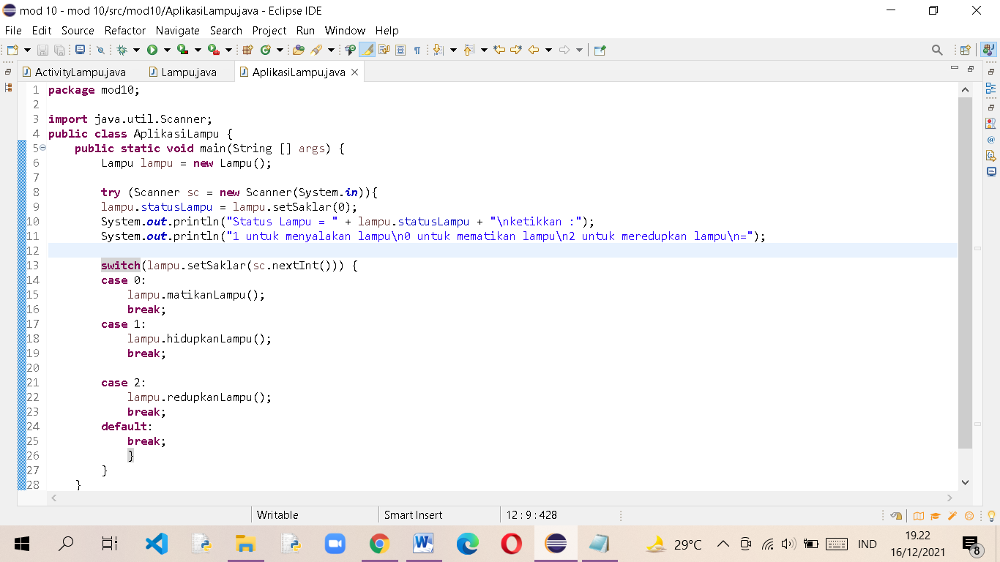 mod 10 - mod 10/src/mod10/AplikasiLampu.java - Eclipse IDE
File Edit Source Refactor Navigate Search Project Run Window Help
ActivityLampu.java Lampu.java AplikasiLampu.java
1 package mod10;
2
3 import java.util.Scanner;
4 public class AplikasiLampu {
5 public static void main(String [] args) {
6 Lampu lampu = new Lampu();
7
8 try (Scanner sc = new Scanner(System.in)){
9 lampu.statusLampu = lampu.setSaklar(0);
10 System.out.println("Status Lampu = " + lampu.statusLampu + "\nketikkan :");
11 System.out.println("1 untuk menyalakan lampu\n0 untuk mematikan lampu\n2 untuk meredupkan lampu\n=");
12
13 switch(lampu.setSaklar(sc.nextInt())) {
14 case 0:
15 lampu.matikanLampu();
16 break;
17 case 1:
18 lampu.hidupkanLampu();
19 break;
20
21 case 2:
22 lampu.redupkanLampu();
23 break;
24 default:
25 break;
26 }
27 }
28 }
Writable Smart Insert 12 : 9 : 428
29°C IND 19.22
16/12/2021 8